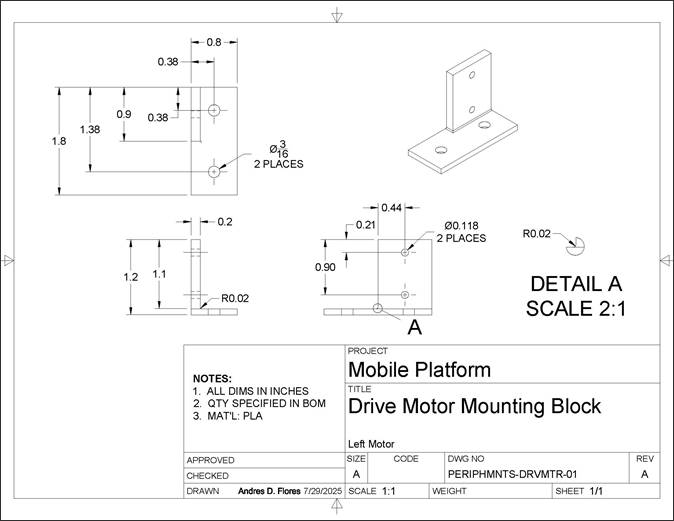 0.8
0.38
0.38
0.9
1.38
1.8
Ø3/16
2 PLACES
0.2
1.1
1.2
R0.02
0.44
0.21
Ø0.118
2 PLACES
0.90
A
R0.02
DETAIL A
SCALE 2:1
NOTES:
1. ALL DIMS IN INCHES
2. QTY SPECIFIED IN BOM
3. MAT'L: PLA
PROJECT
Mobile Platform
TITLE
Drive Motor Mounting Block
Left Motor
APPROVED
CHECKED
DRAWN Andres D. Flores 7/29/2025
SIZE CODE DWG NO REV
A PERIPHMNTS-DRVMTR-01 A
SCALE 1:1 WEIGHT SHEET 1/1